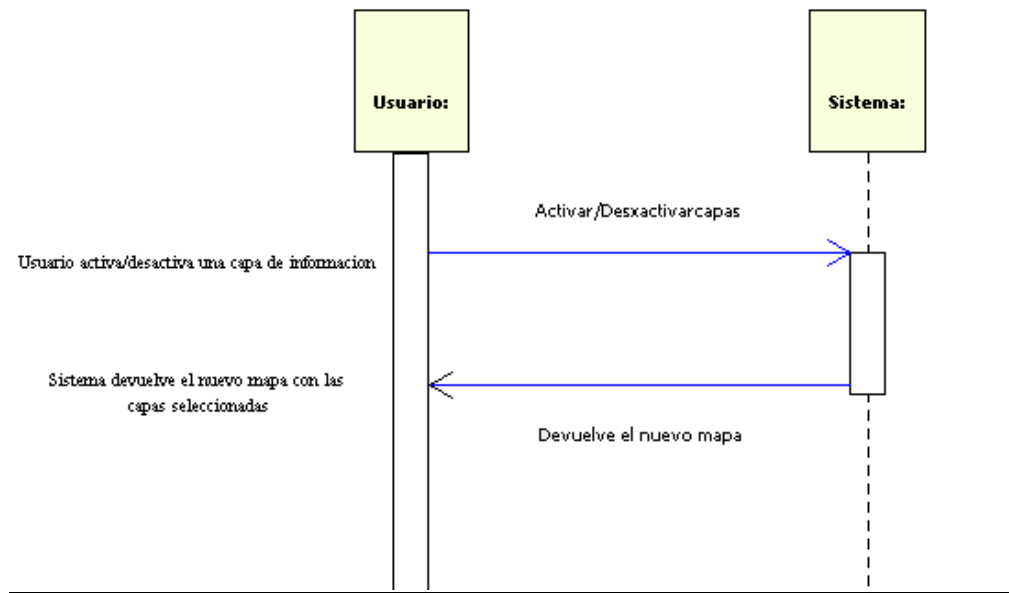 Usuario:
Sistema:
Activar/Desxactivarcapas
Usuario activa/desactiva una capa de informacion
Sistema devuelve el nuevo mapa con las
capas seleccionadas
Devuelve el nuevo mapa